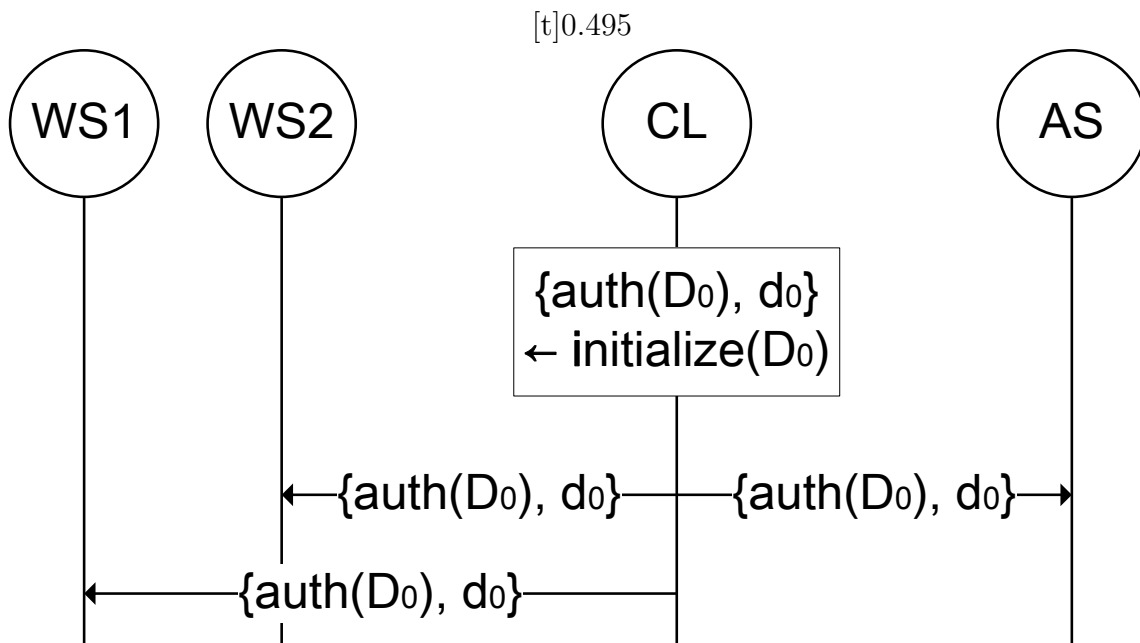 [t]0.495
WS1 WS2 CL AS
{auth(D₀), d₀}
← initialize(D₀)
{auth(D₀), d₀} {auth(D₀), d₀}
{auth(D₀), d₀}